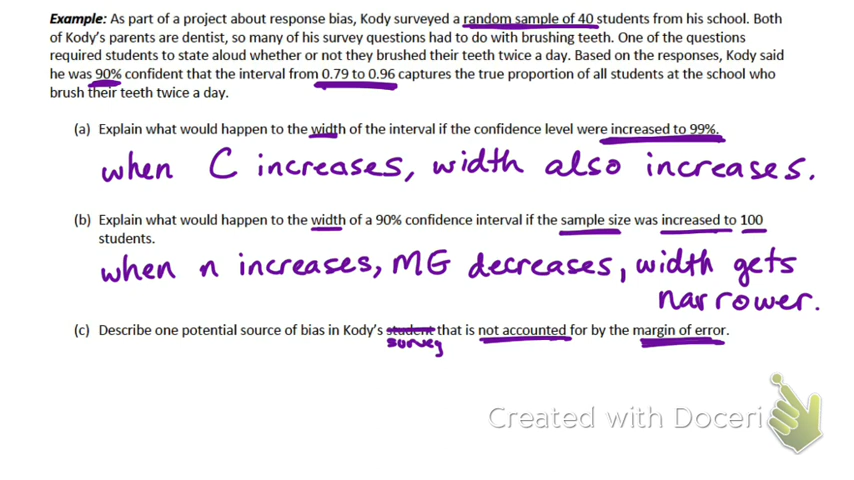 Example: As part of a project about response bias, Kody surveyed a random sample of 40 students from his school. Both
of Kody's parents are dentist, so many of his survey questions had to do with brushing teeth. One of the questions
required students to state aloud whether or not they brushed their teeth twice a day. Based on the responses, Kody said
he was 90% confident that the interval from 0.79 to 0.96 captures the true proportion of all students at the school who
brush their teeth twice a day.
(a) Explain what would happen to the width of the interval if the confidence level were increased to 99%.
when C increases, width also increases.
(b) Explain what would happen to the width of a 90% confidence interval if the sample size was increased to 100
students.
when n increases, MG decreases, width gets
narrower.
(c) Describe one potential source of bias in Kody's student that is not accounted for by the margin of error.
survey
Created with Doceri